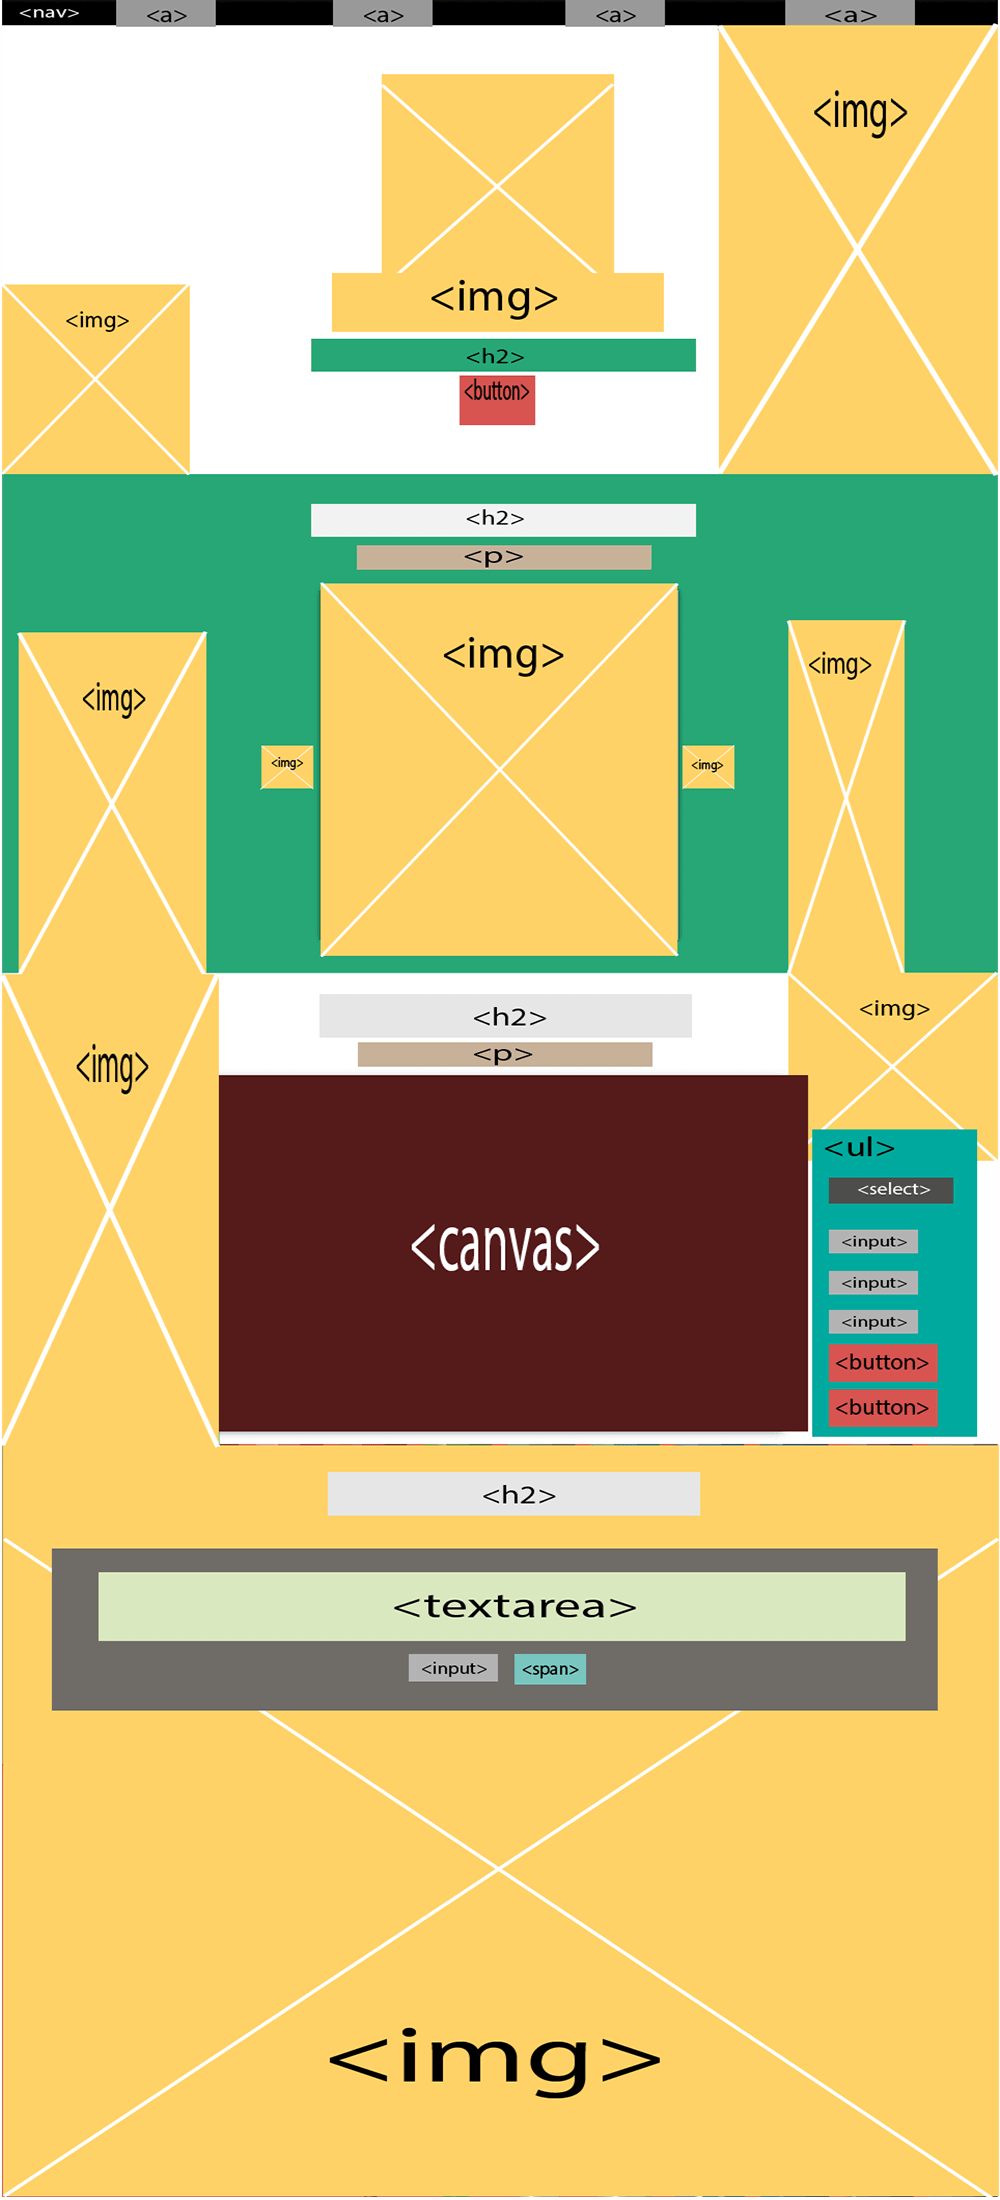 <nav> <a> <a> <a> <a>
<img>
<img>
<img>
<h2>
<button>
<h2>
<p>
<img>
<img>
<img>
<img>
<img>
<img>
<h2>
<p>
<img>
<canvas>
<ul>
<select>
<input>
<input>
<input>
<button>
<button>
<h2>
<textarea>
<input> <span>
<img>